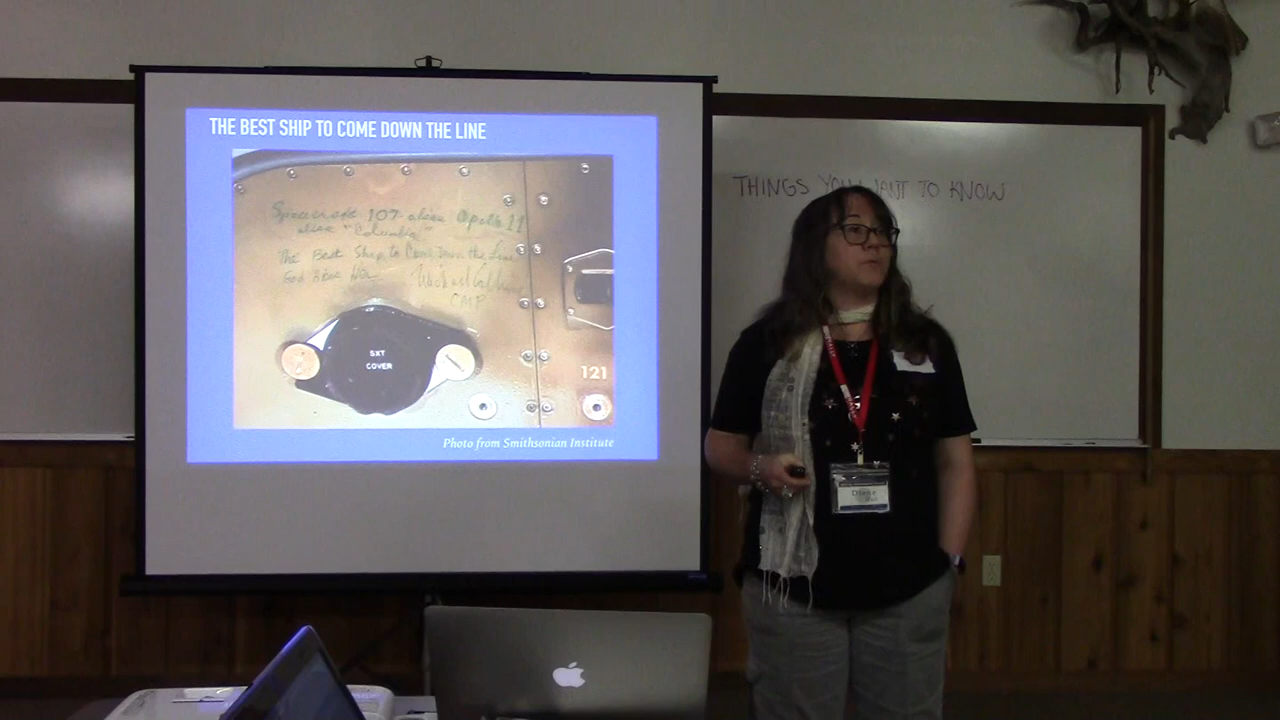 THE BEST SHIP TO COME DOWN THE LINE
Spacecraft 107 alias Apollo 11
alias "Columbia"
The Best Ship to Come Down the Line
God Bless Her
Michael Collins
CMP
SXT
COVER
121
Photo from Smithsonian Institute
THINGS YOU WANT TO KNOW